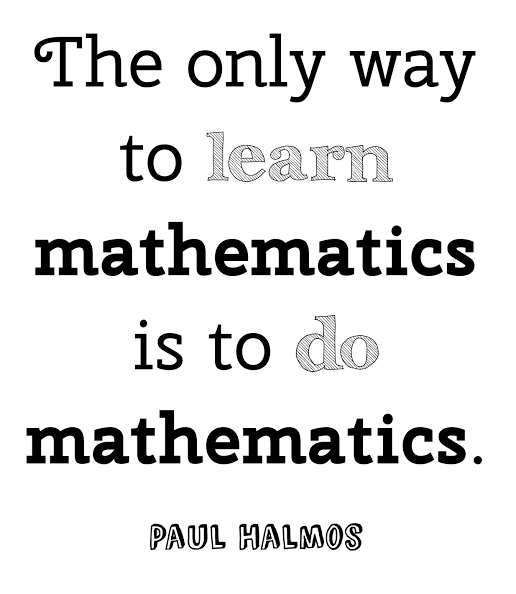 The only way
to learn
mathematics
is to do
mathematics.
PAUL HALMOS